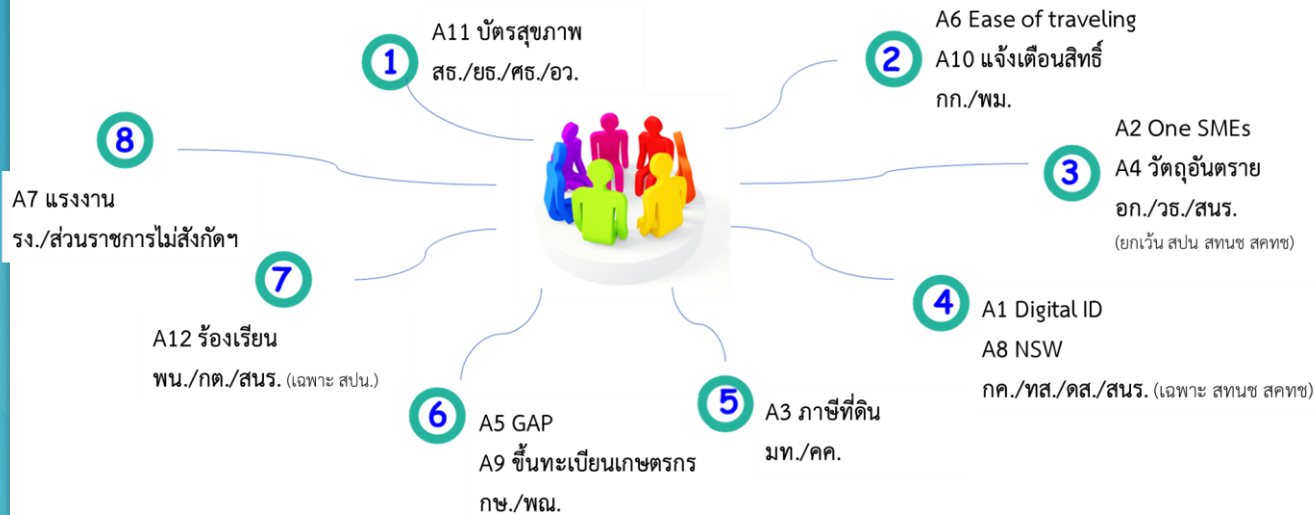 1
A11 บัตรสุขภาพ
สธ./ยธ./ศธ./อว.
2
A6 Ease of traveling
A10 แจ้งเตือนสิทธิ์
กก./พม.
3
A2 One SMEs
A4 วัตถุอันตราย
อก./วธ./สนร.
(ยกเว้น สปน สทนช สคทช)
4
A1 Digital ID
A8 NSW
กค./ทส./ดส./สนร. (เฉพาะ สทนช สคทช)
5
A3 ภาษีที่ดิน
มท./คค.
6
A5 GAP
A9 ขึ้นทะเบียนเกษตรกร
กษ./พณ.
7
A12 ร้องเรียน
พน./กต./สนร. (เฉพาะ สปน.)
8
A7 แรงงาน
รง./ส่วนราชการไม่สังกัดฯ